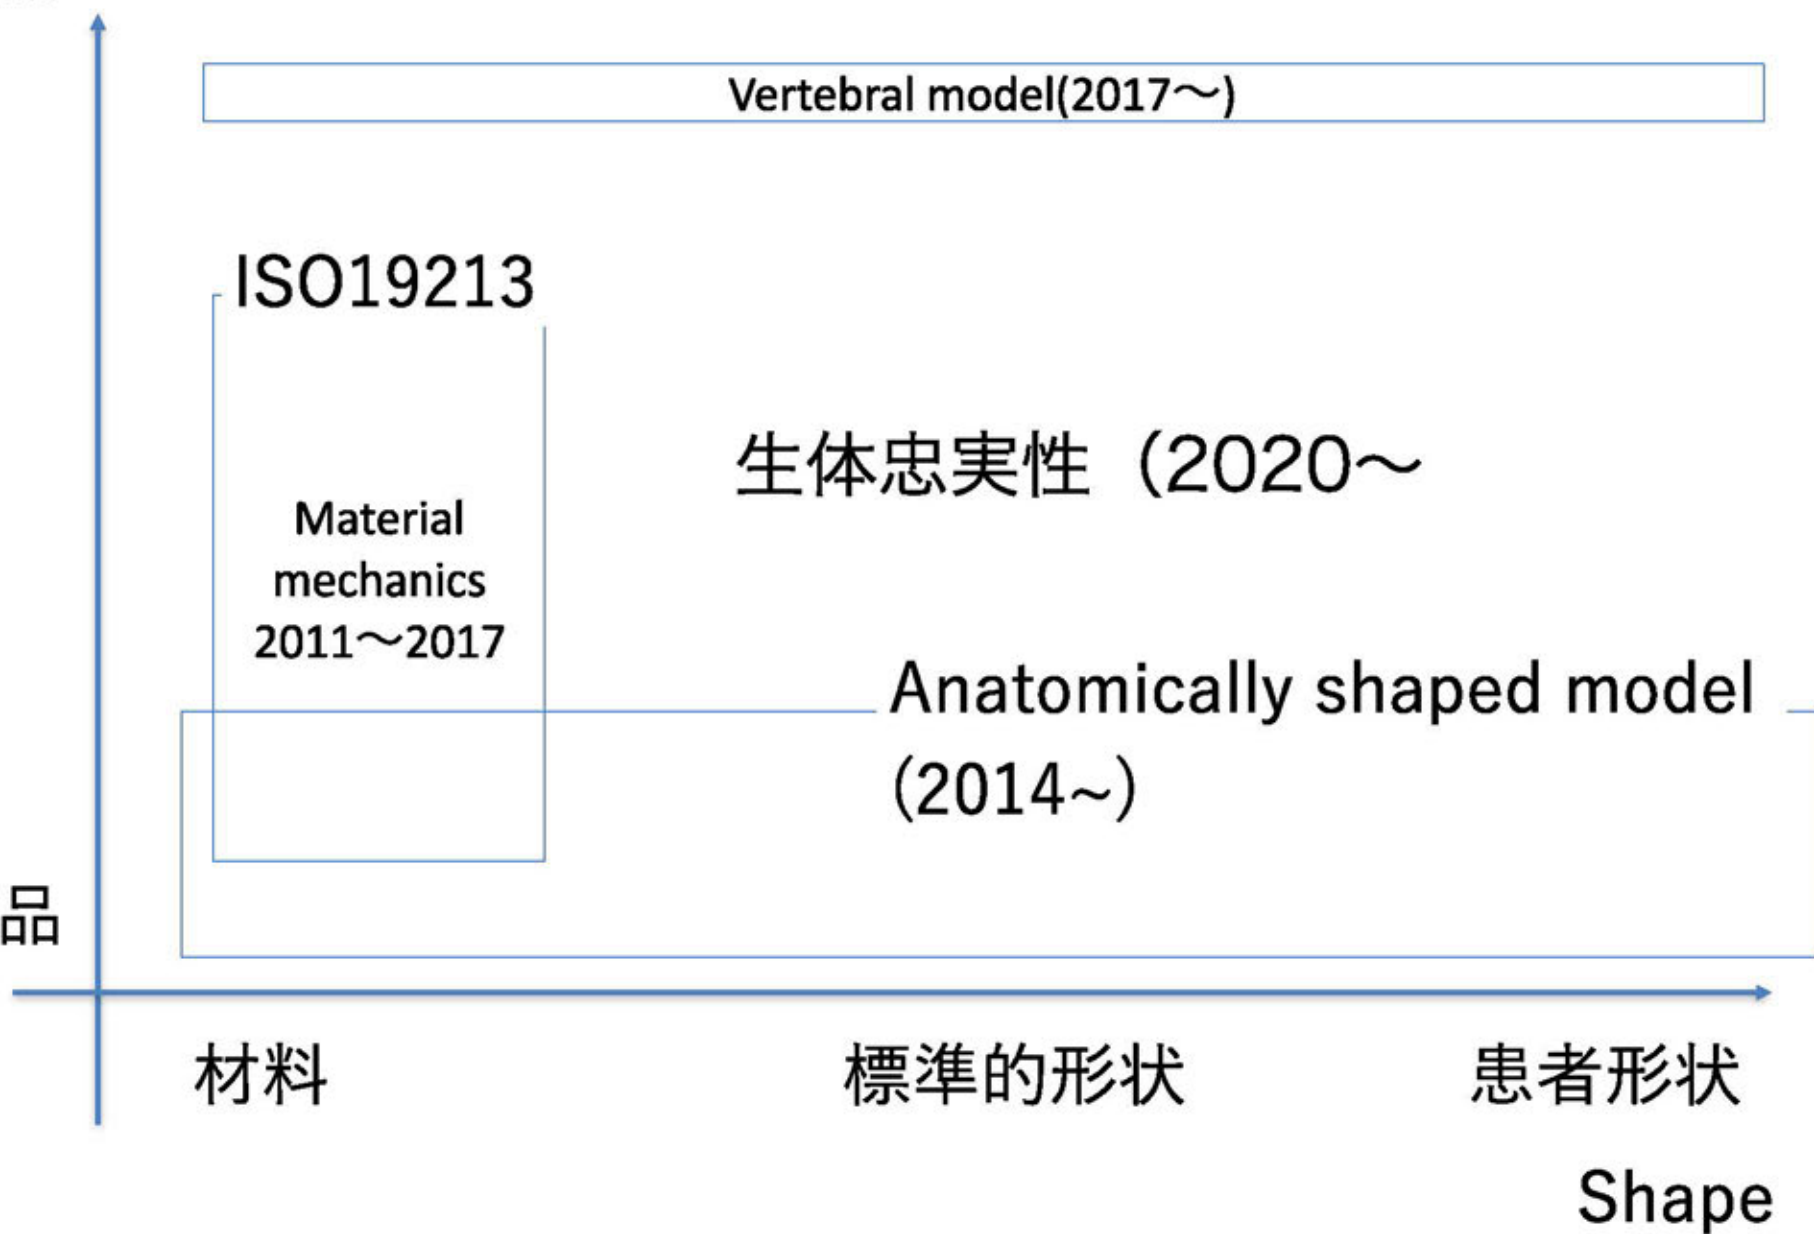 Vertebral model(2017～)
ISO19213
生体忠実性（2020～
Material
mechanics
2011～2017
Anatomically shaped model
(2014~)
品
材料
標準的形状
患者形状
Shape